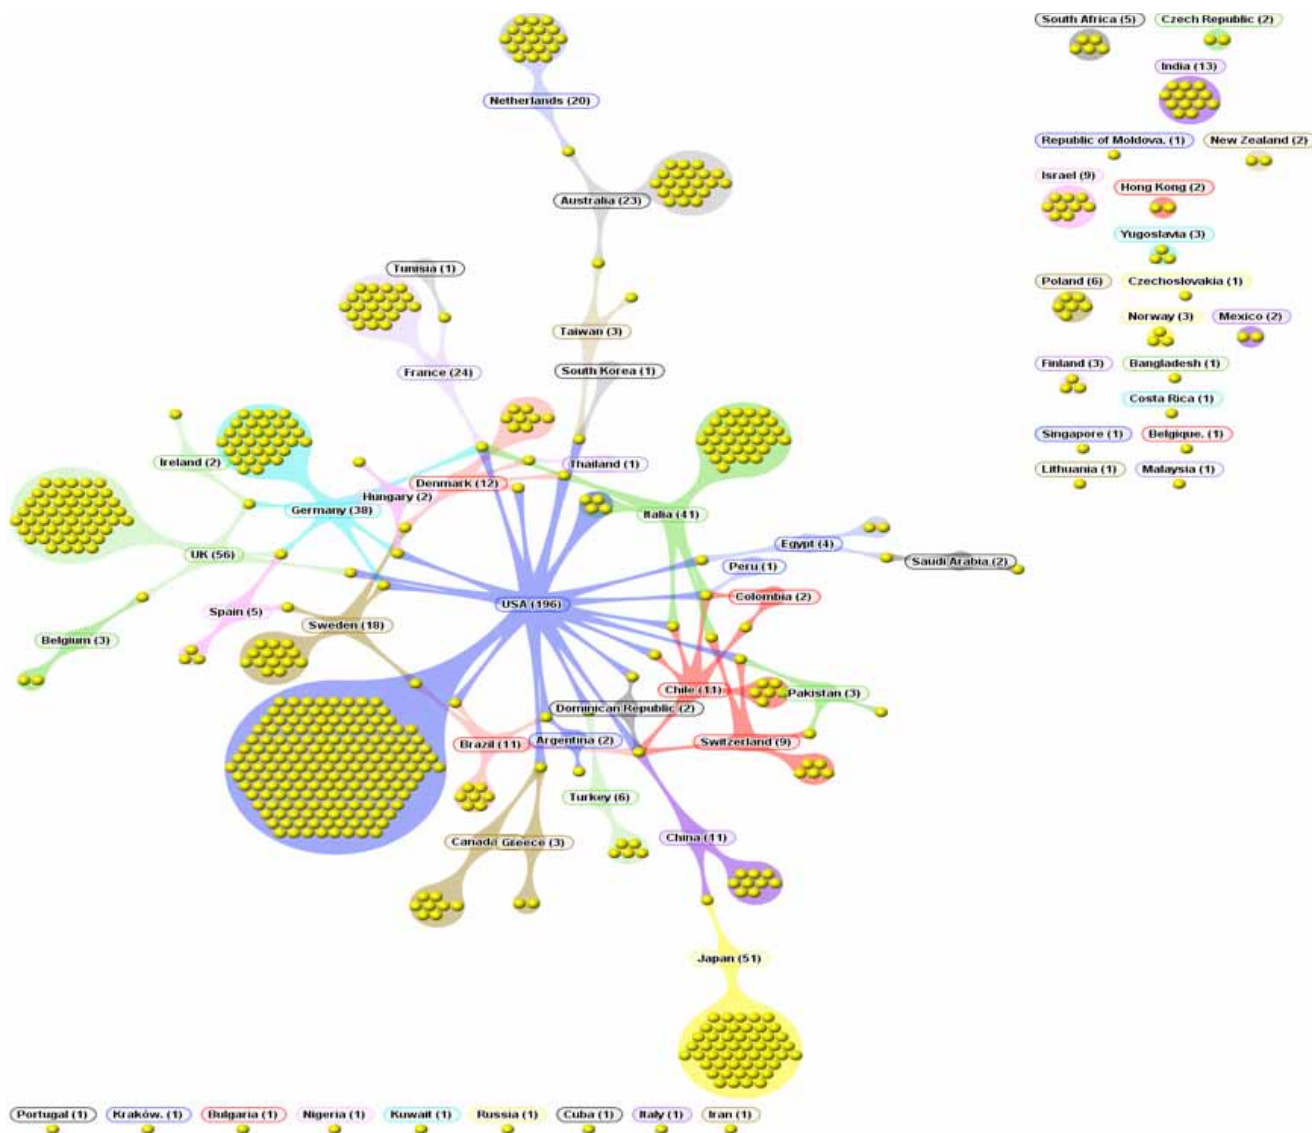 South Africa (5) Czech Republic (2)
India (13)
Netherlands (20)
Republic of Moldova. (1) New Zealand (2)
Israel (9)
Hong Kong (2)
Australia (23)
Yugoslavia (3)
Tunisia (1)
Poland (6) Czechoslovakia (1)
Norway (3) Mexico (2)
Taiwan (3)
Finland (3) Bangladesh (1)
France (24) South Korea (1)
Costa Rica (1)
Singapore (1) Belgique. (1)
Ireland (2) Thailand (1)
Lithuania (1) Malaysia (1)
Denmark (12)
Hungary (2)
Germany (38) Italia (41)
Egypt (4)
UK (56)
Saudi Arabia (2)
Peru (1)
USA (196) Colombia (2)
Spain (5)
Sweden (18)
Belgium (3)
Chile (11) Pakistan (3)
Dominican Republic (2)
Brazil (11) Argentina (2) Switzerland (9)
Turkey (6)
Canada Greece (3) China (11)
Japan (51)
Portugal (1) Kraków. (1) Bulgaria (1) Nigeria (1) Kuwait (1) Russia (1) Cuba (1) Italy (1) Iran (1)